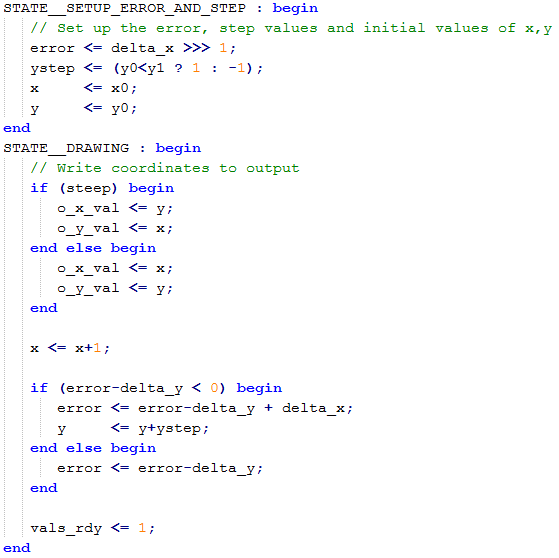 STATE__SETUP_ERROR_AND_STEP : begin
// Set up the error, step values and initial values of x,y
error <= delta_x >>> 1;
ystep <= (y0<y1 ? 1 : -1);
x     <= x0;
y     <= y0;
end
STATE__DRAWING : begin
// Write coordinates to output
if (steep) begin
o_x_val <= y;
o_y_val <= x;
end else begin
o_x_val <= x;
o_y_val <= y;
end
x <= x+1;
if (error-delta_y < 0) begin
error <= error-delta_y + delta_x;
y     <= y+ystep;
end else begin
error <= error-delta_y;
end
vals_rdy <= 1;
end